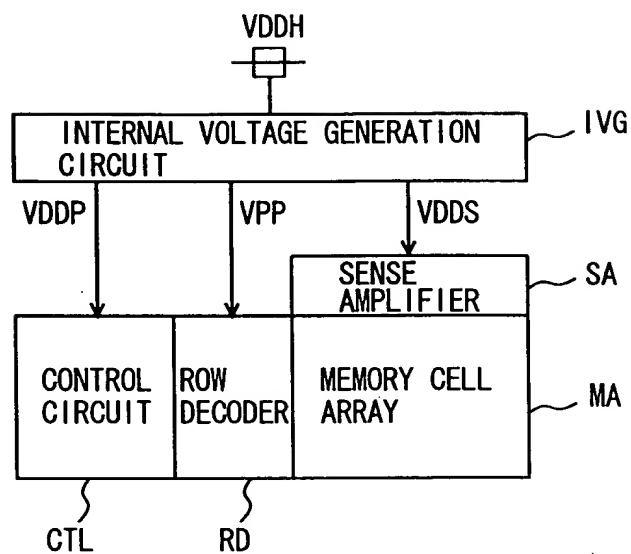 VDDH
INTERNAL VOLTAGE GENERATION
CIRCUIT
IVG
VDDP
VPP
VDDS
SENSE
AMPLIFIER
SA
CONTROL
CIRCUIT
ROW
DECODER
MEMORY CELL
ARRAY
MA
CTL
RD